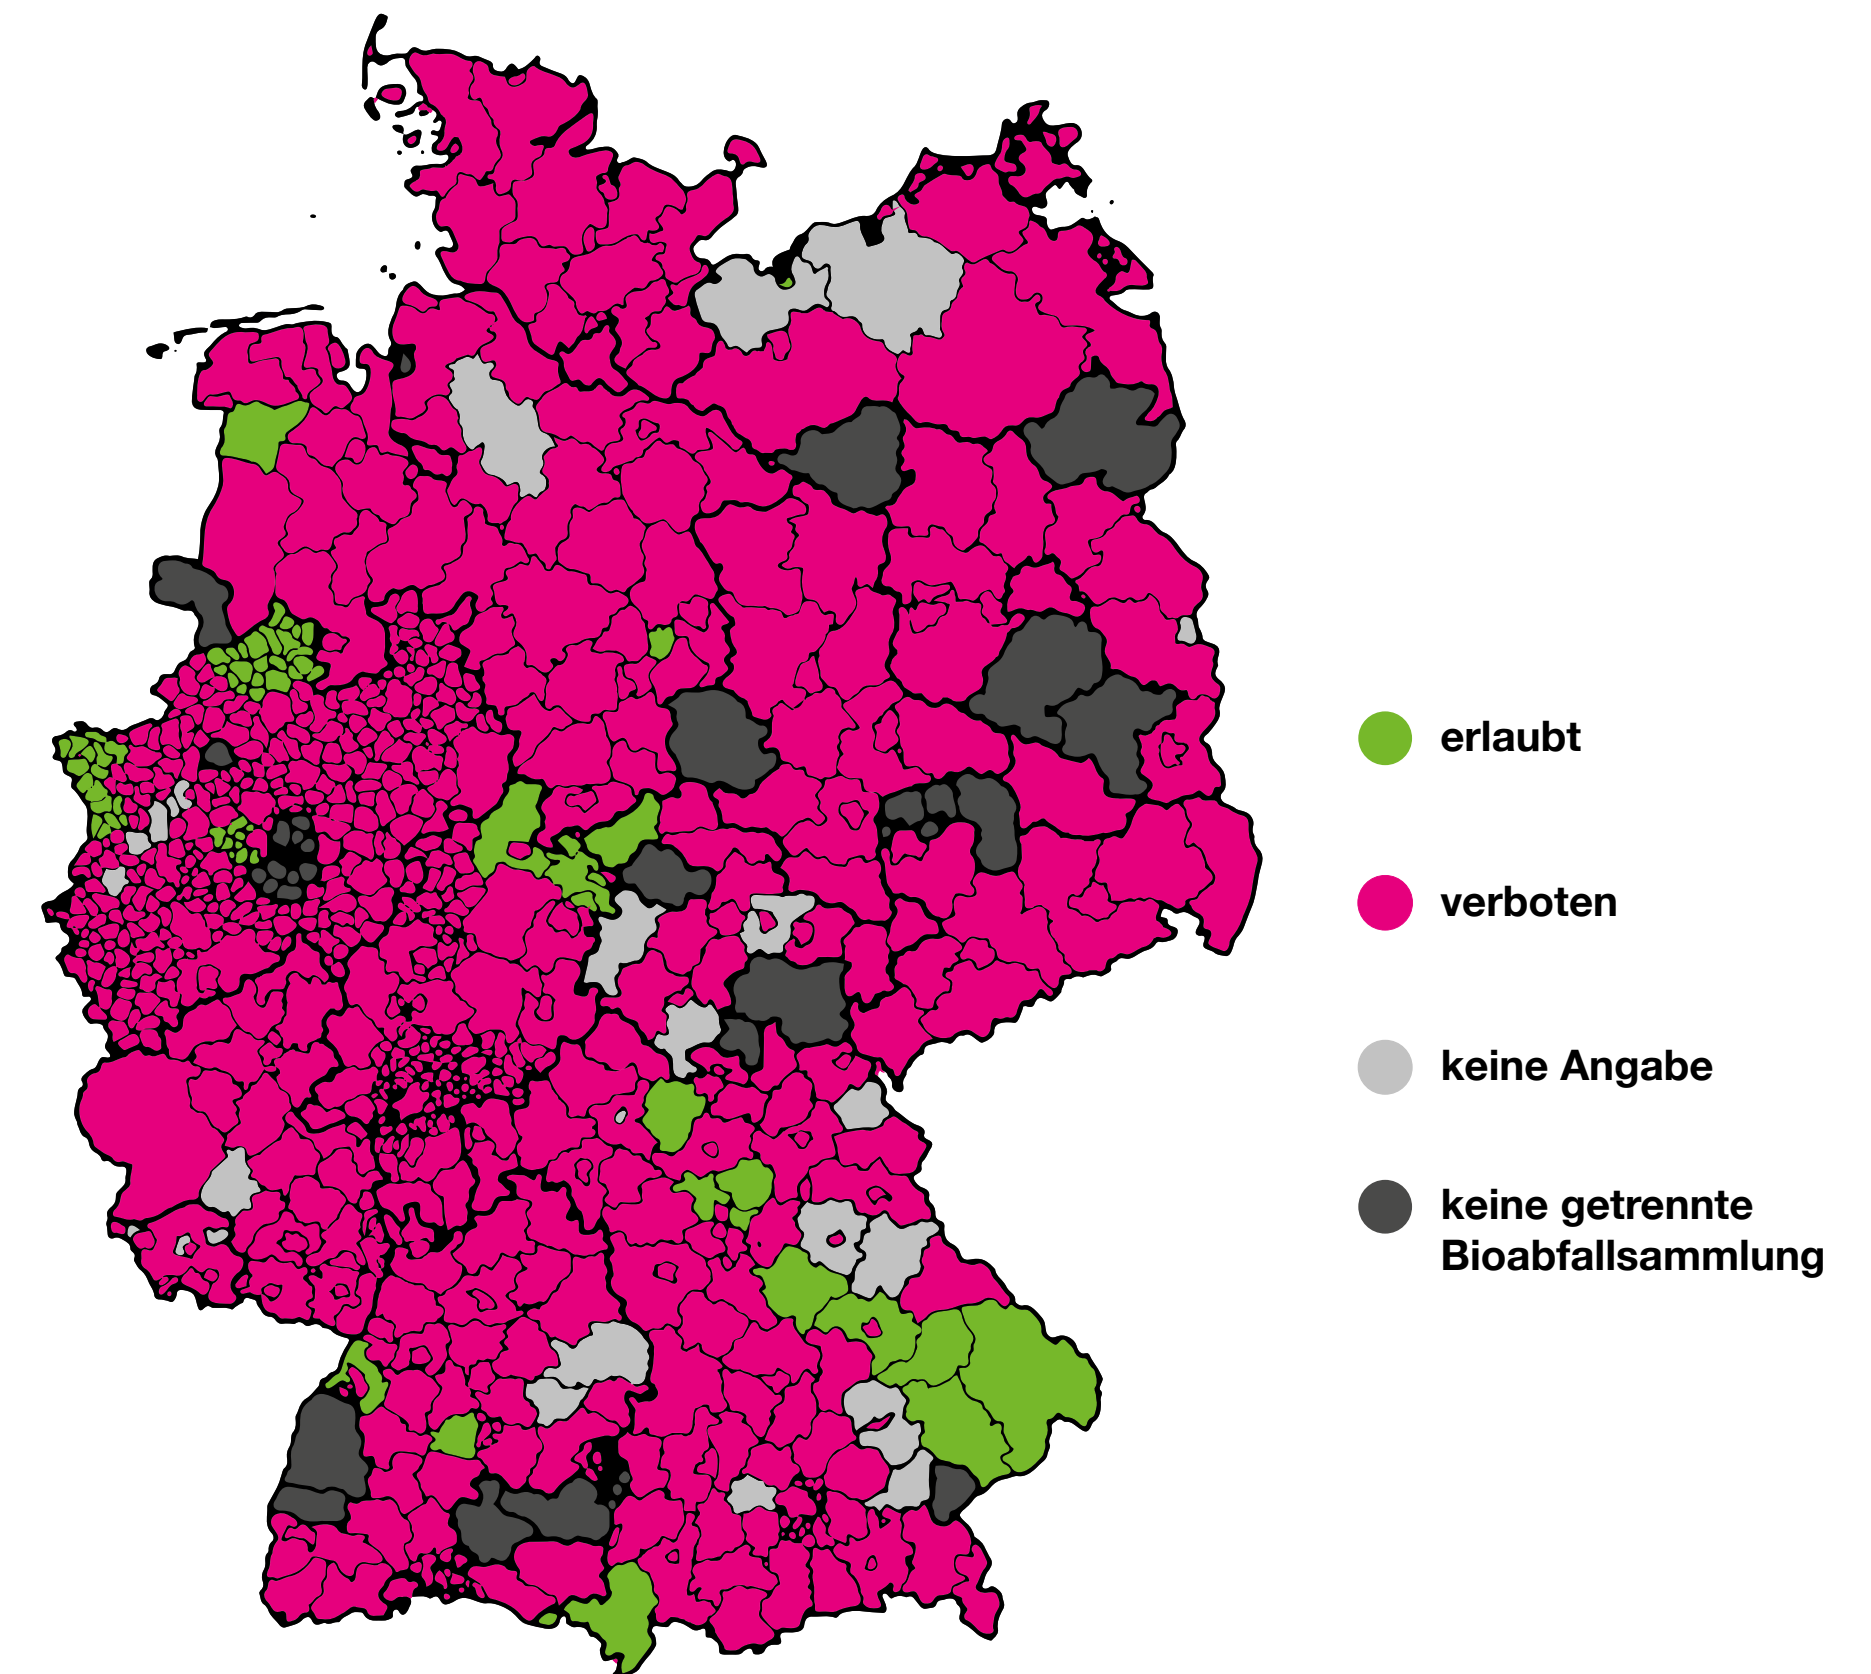 erlaubt
verboten
keine Angabe
keine getrennte
Bioabfallsammlung